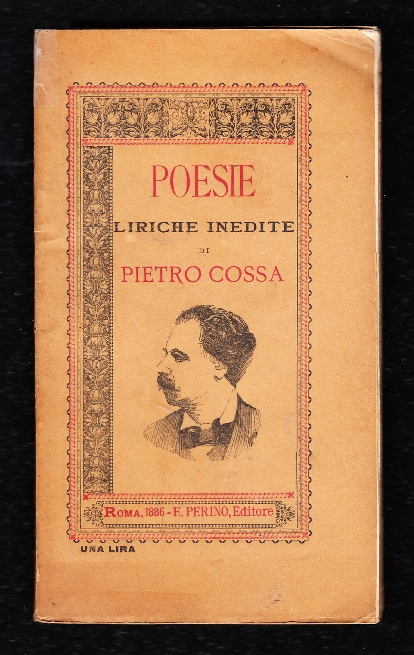 POESIE
LIRICHE INEDITE
DI
PIETRO COSSA
ROMA, 1886 - E. PERINO, Editore
UNA LIRA